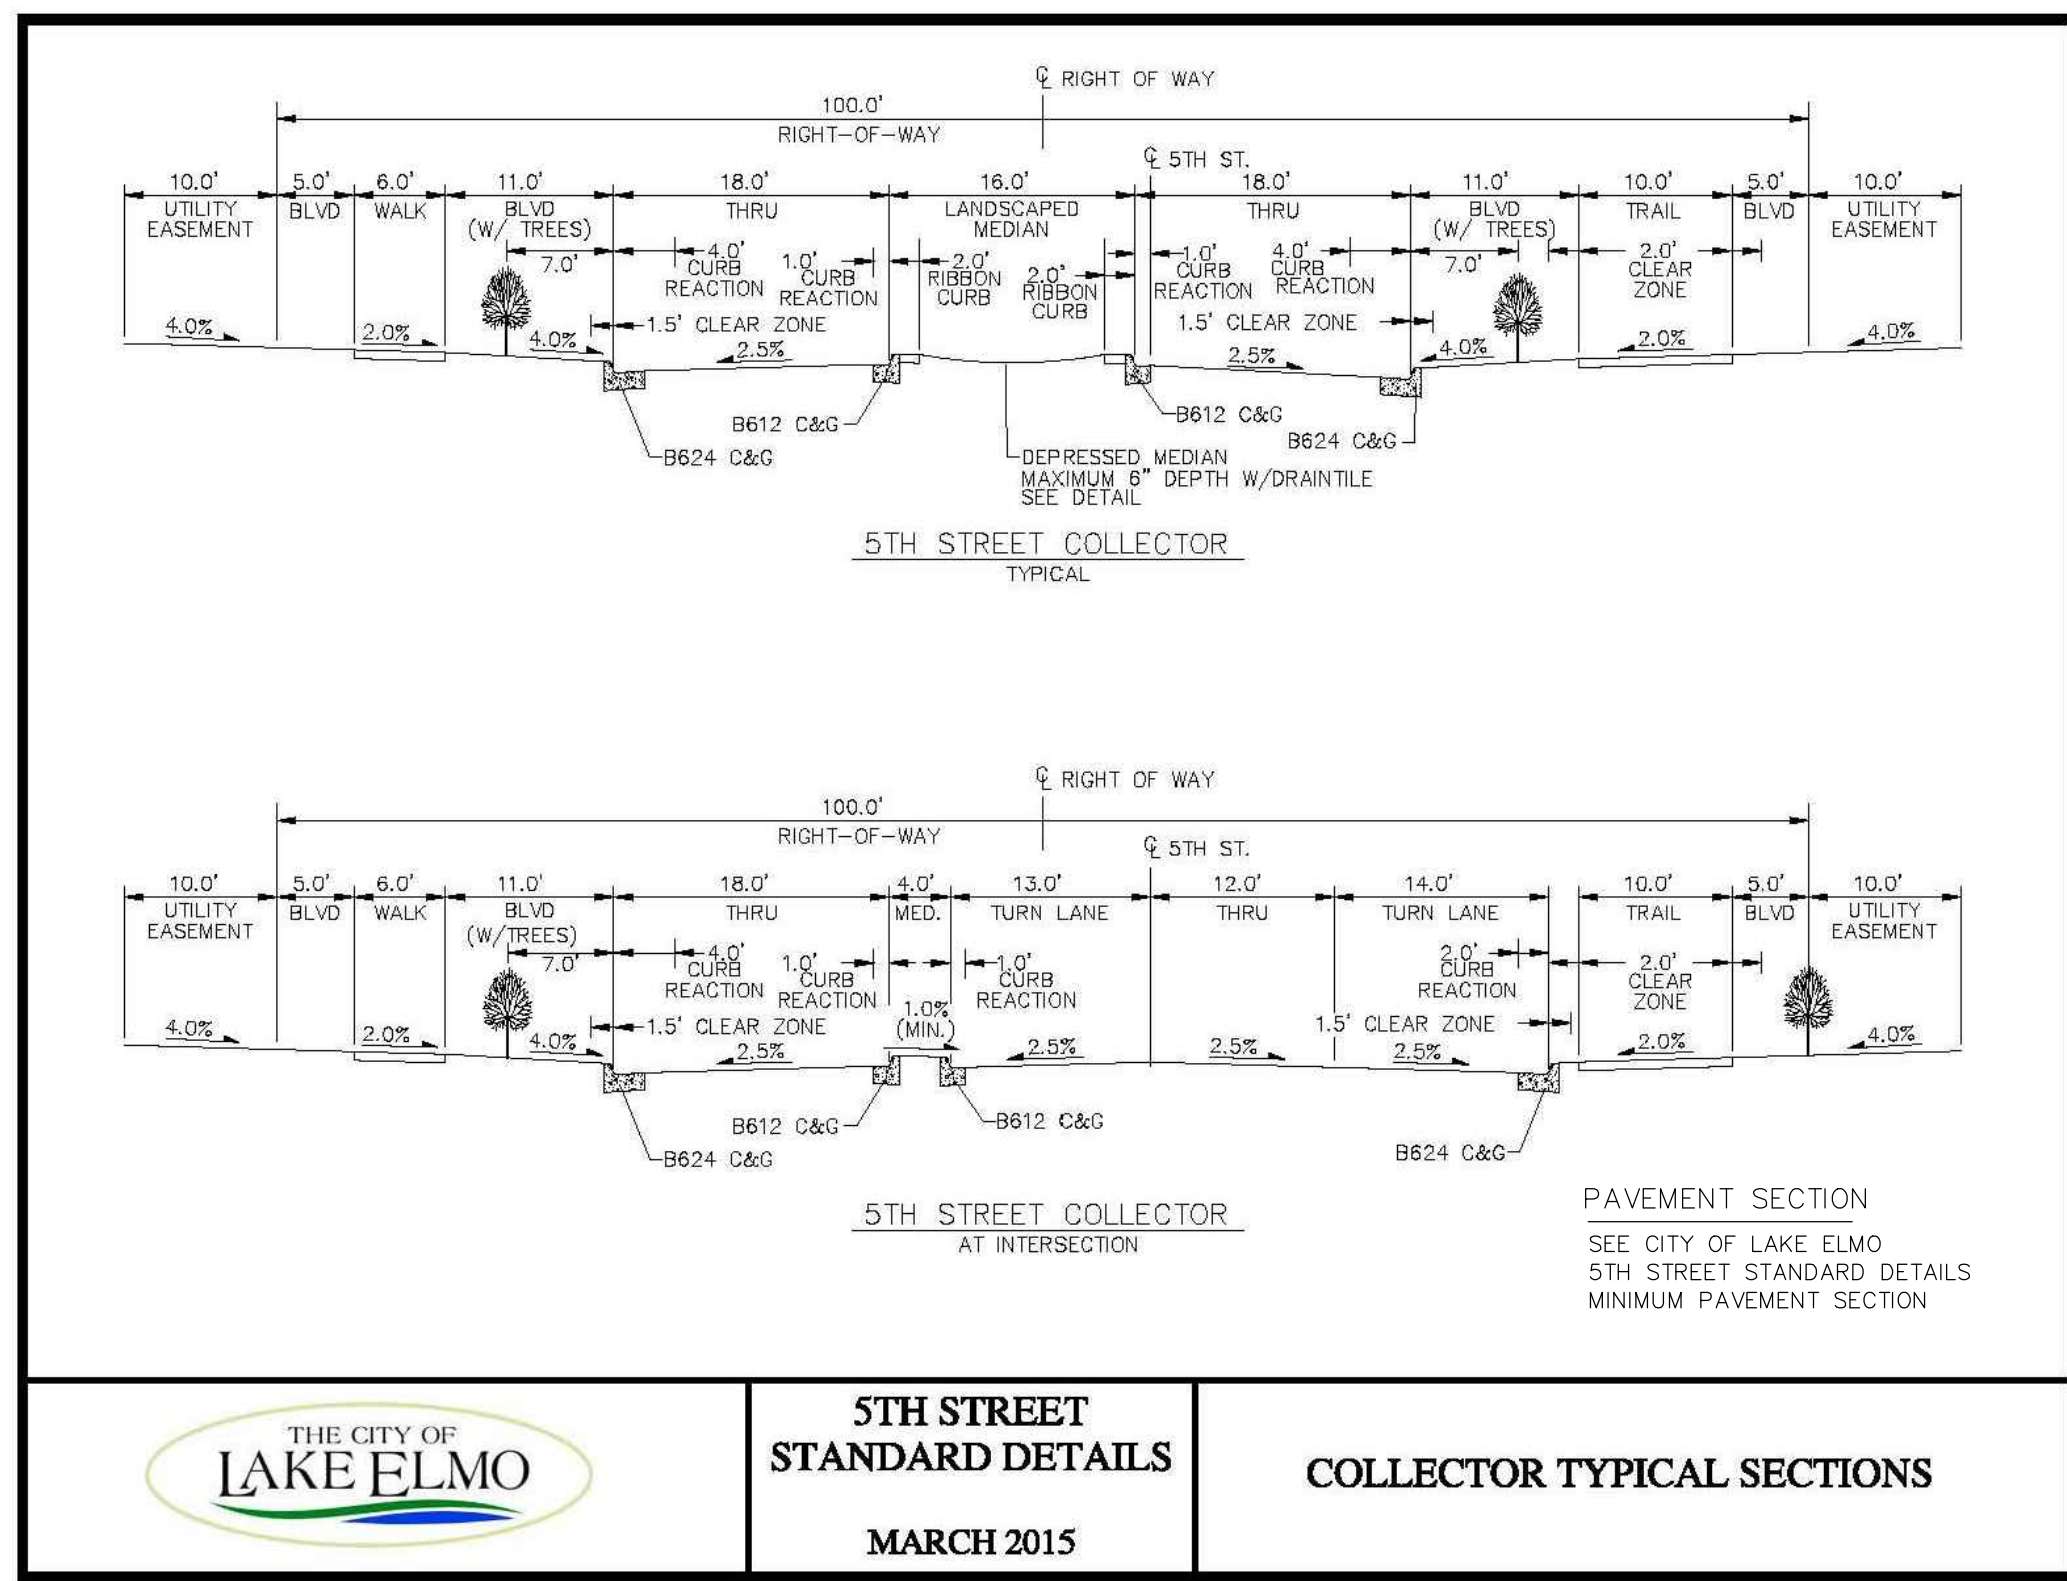 ℄ RIGHT OF WAY
100.0'
RIGHT-OF-WAY
℄ 5TH ST.
10.0' 5.0' 6.0' 11.0' 18.0' 16.0' 18.0' 11.0' 10.0' 5.0' 10.0'
UTILITY EASEMENT
BLVD
WALK
BLVD (W/ TREES)
THRU
LANDSCAPED MEDIAN
THRU
BLVD (W/ TREES)
TRAIL
BLVD
UTILITY EASEMENT
7.0'
4.0' CURB REACTION
1.0' CURB REACTION
2.0' RIBBON CURB
2.0' RIBBON CURB
1.0' CURB REACTION
4.0' CURB REACTION
7.0'
2.0' CLEAR ZONE
1.5' CLEAR ZONE
1.5' CLEAR ZONE
4.0% 2.0% 4.0% 2.5% 2.5% 4.0% 2.0% 4.0%
B612 C&G
B624 C&G
B612 C&G
B624 C&G
DEPRESSED MEDIAN
MAXIMUM 6" DEPTH W/DRAINTILE
SEE DETAIL
5TH STREET COLLECTOR
TYPICAL
℄ RIGHT OF WAY
100.0'
RIGHT-OF-WAY
℄ 5TH ST.
10.0' 5.0' 6.0' 11.0' 18.0' 4.0' 13.0' 12.0' 14.0' 10.0' 5.0' 10.0'
UTILITY EASEMENT
BLVD
WALK
BLVD (W/TREES)
THRU
MED.
TURN LANE
THRU
TURN LANE
TRAIL
BLVD
UTILITY EASEMENT
7.0'
4.0' CURB REACTION
1.0' CURB REACTION
1.0' CURB REACTION
2.0' CURB REACTION
2.0' CLEAR ZONE
1.5' CLEAR ZONE
1.0% (MIN.)
1.5' CLEAR ZONE
4.0% 2.0% 4.0% 2.5% 2.5% 2.5% 2.5% 2.0% 4.0%
B612 C&G
B624 C&G
B612 C&G
B624 C&G
5TH STREET COLLECTOR
AT INTERSECTION
PAVEMENT SECTION
SEE CITY OF LAKE ELMO
5TH STREET STANDARD DETAILS
MINIMUM PAVEMENT SECTION
THE CITY OF
LAKE ELMO
5TH STREET
STANDARD DETAILS
MARCH 2015
COLLECTOR TYPICAL SECTIONS